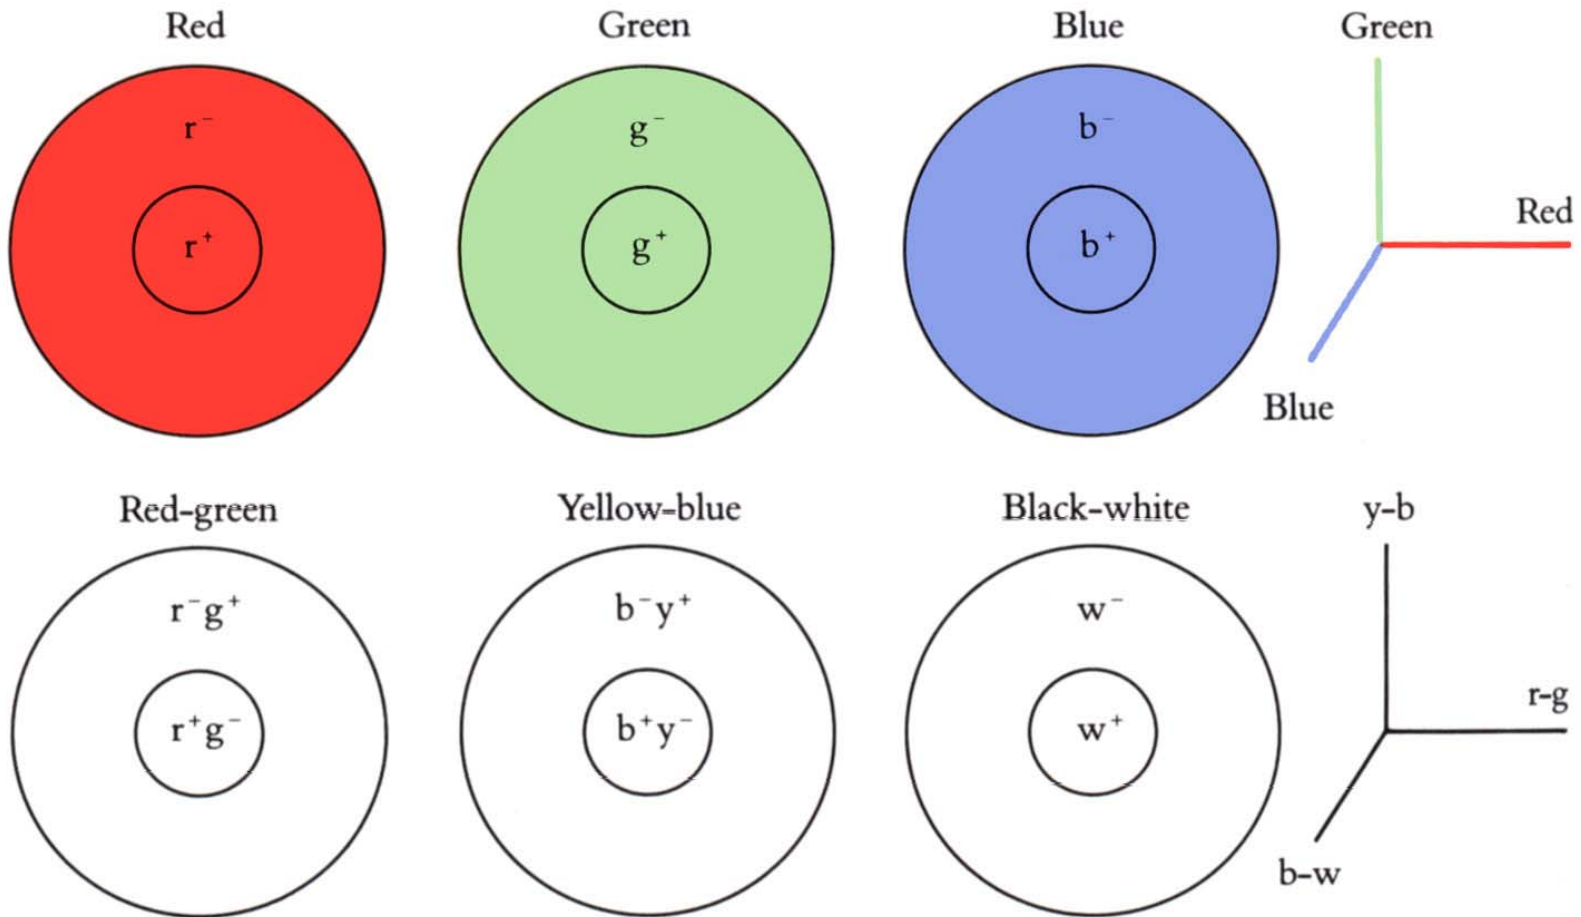 Red
Green
Blue
Green
r⁻
g⁻
b⁻
r⁺
g⁺
b⁺
Red
Blue
Red-green
Yellow-blue
Black-white
y-b
r⁻g⁺
b⁻y⁺
w⁻
r⁺g⁻
b⁺y⁻
w⁺
r-g
b-w